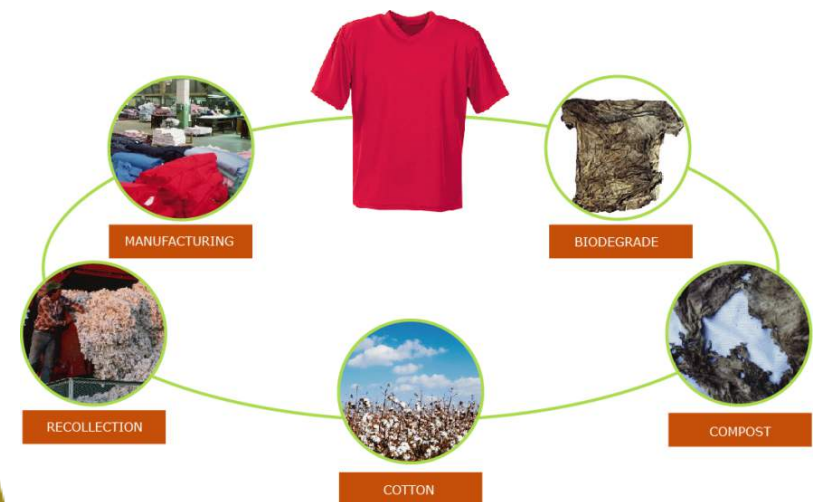 MANUFACTURING
BIODEGRADE
RECOLLECTION
COMPOST
COTTON